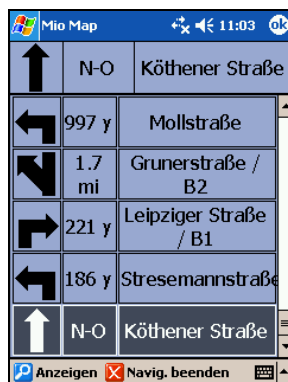 Mio Map 11:03 ok
N-O Köthener Straße
997 y Mollstraße
1.7 mi Grunerstraße / B2
221 y Leipziger Straße / B1
186 y Stresemannstraße
N-O Köthener Straße
Anzeigen Navig. beenden